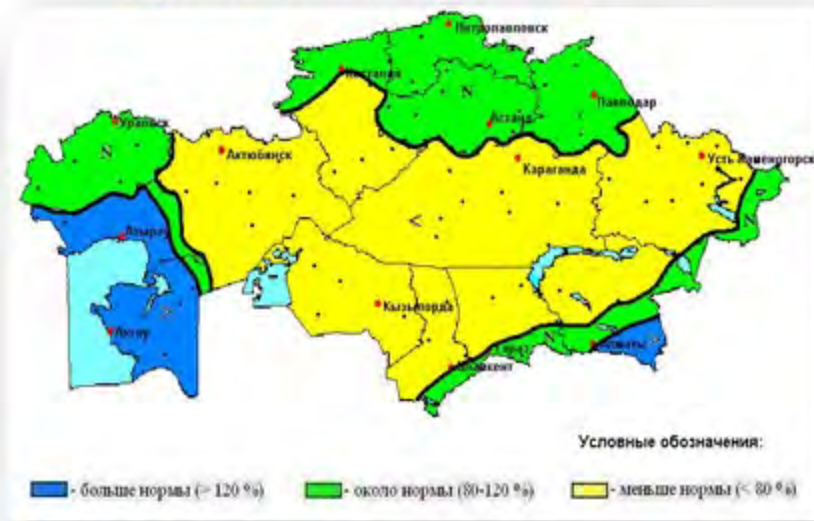 Петропавловск
Костанай
N
Астана
Павлодар
Уральск
N
Актюбинск
Караганда
Усть-Каменогорск
<
N
Атырау
>
Кызылорда
Актау
Тараз
N
Алматы
>
Шымкент
Условные обозначения:
- больше нормы (> 120 %)
- около нормы (80-120 %)
- меньше нормы (< 80 %)